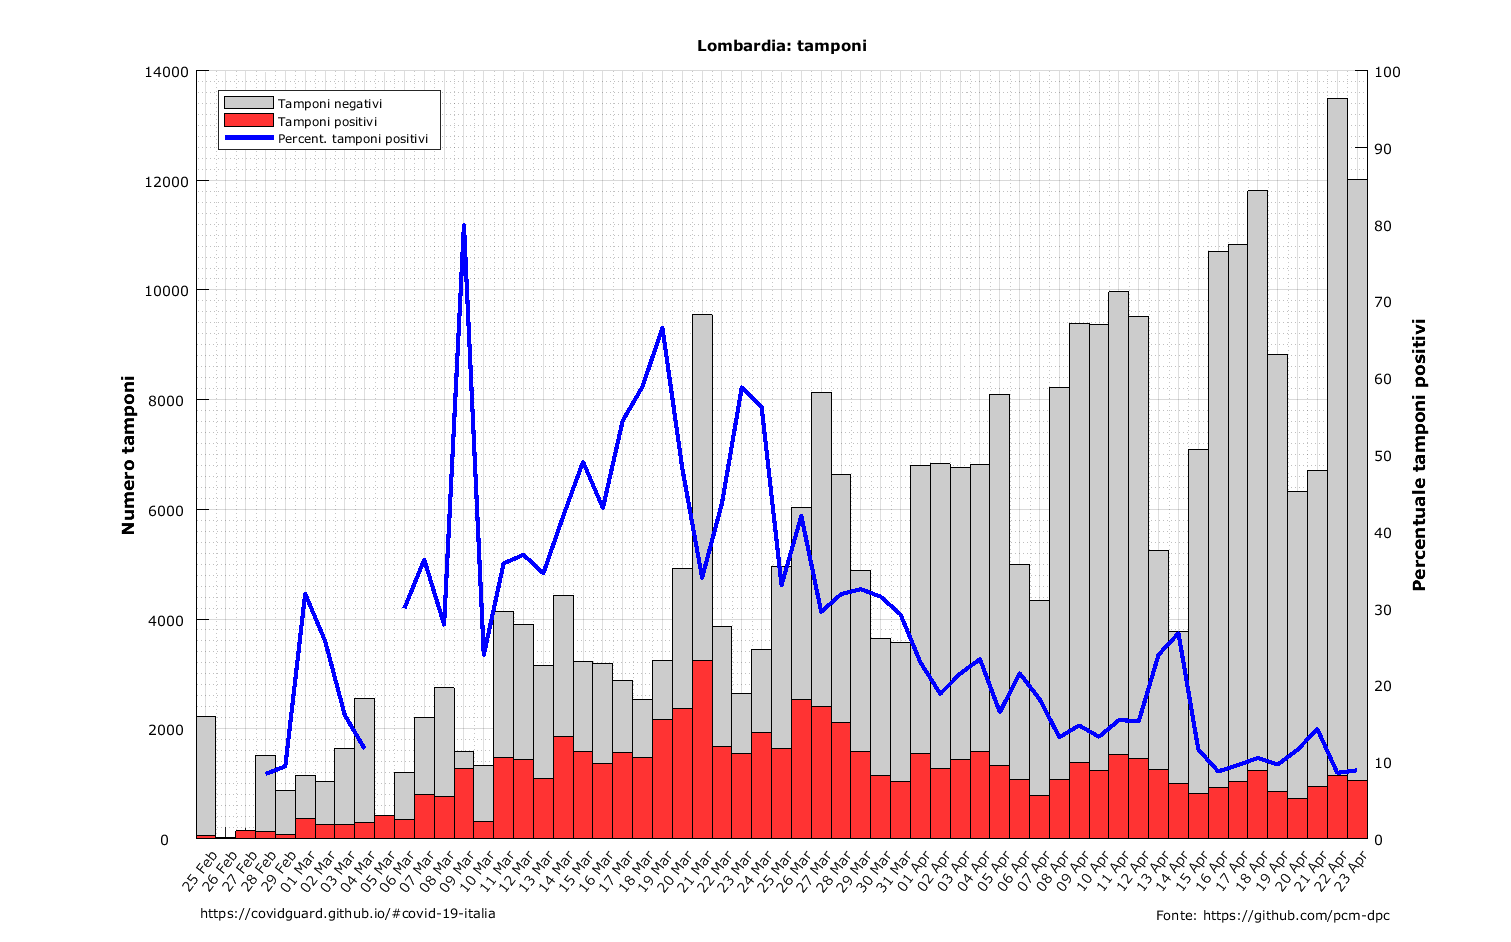 Lombardia: tamponi
Tamponi negativi
Tamponi positivi
Percent. tamponi positivi
14000
12000
10000
8000
6000
4000
2000
0
Numero tamponi
100
90
80
70
60
50
40
30
20
10
0
Percentuale tamponi positivi
25 Feb
26 Feb
27 Feb
28 Feb
29 Feb
01 Mar
02 Mar
03 Mar
04 Mar
05 Mar
06 Mar
07 Mar
08 Mar
09 Mar
10 Mar
11 Mar
12 Mar
13 Mar
14 Mar
15 Mar
16 Mar
17 Mar
18 Mar
19 Mar
20 Mar
21 Mar
22 Mar
23 Mar
24 Mar
25 Mar
26 Mar
27 Mar
28 Mar
29 Mar
30 Mar
31 Mar
01 Apr
02 Apr
03 Apr
04 Apr
05 Apr
06 Apr
07 Apr
08 Apr
09 Apr
10 Apr
11 Apr
12 Apr
13 Apr
14 Apr
15 Apr
16 Apr
17 Apr
18 Apr
19 Apr
20 Apr
21 Apr
22 Apr
23 Apr
https://covidguard.github.io/#covid-19-italia
Fonte: https://github.com/pcm-dpc